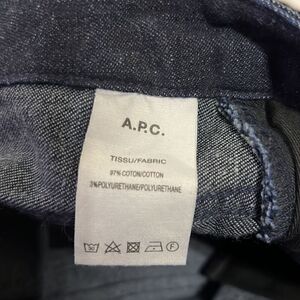 A.P.C.
TISSU/FABRIC
97% COTON/COTTON
3%POLYURETHANE/POLYURETHANE
F